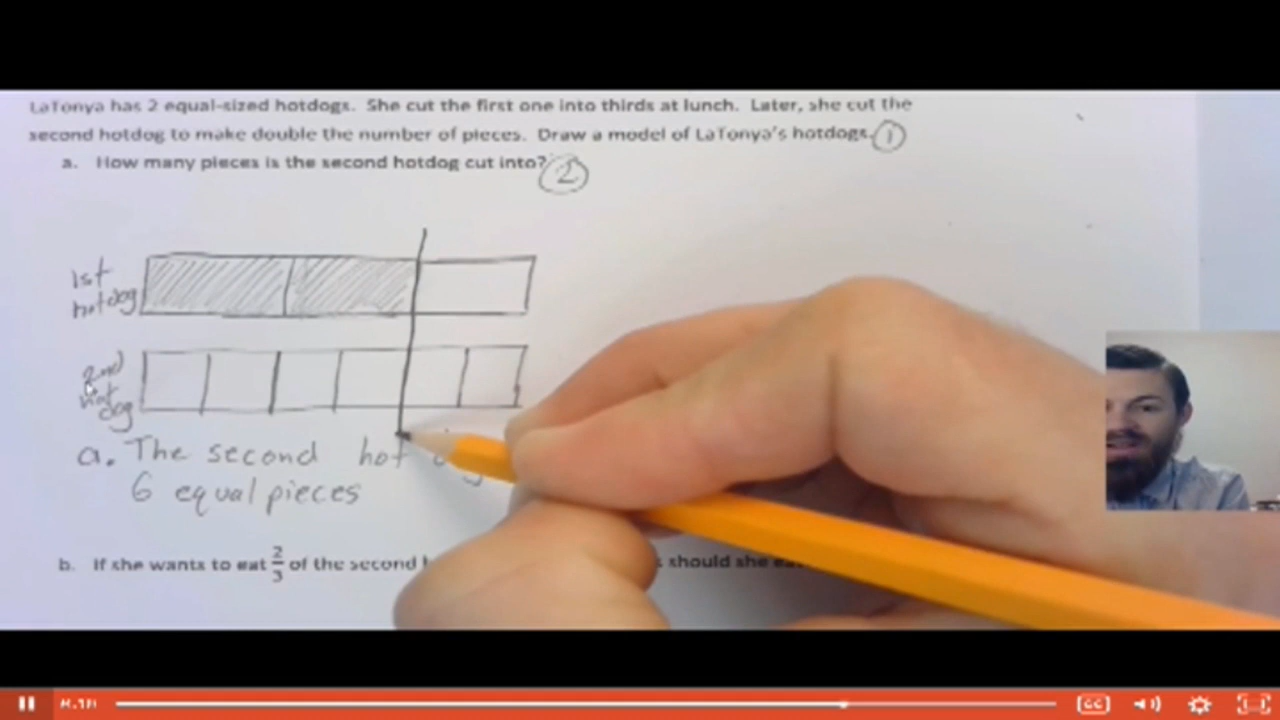 LaTonya has 2 equal-sized hotdogs. She cut the first one into thirds at lunch. Later, she cut the
second hotdog to make double the number of pieces. Draw a model of LaTonya's hotdogs. 1
a. How many pieces is the second hotdog cut into? 2
1st
hotdog
2nd
hot
dog
a. The second hot
6 equal pieces
b. If she wants to eat 2/3 of the second should she
CC